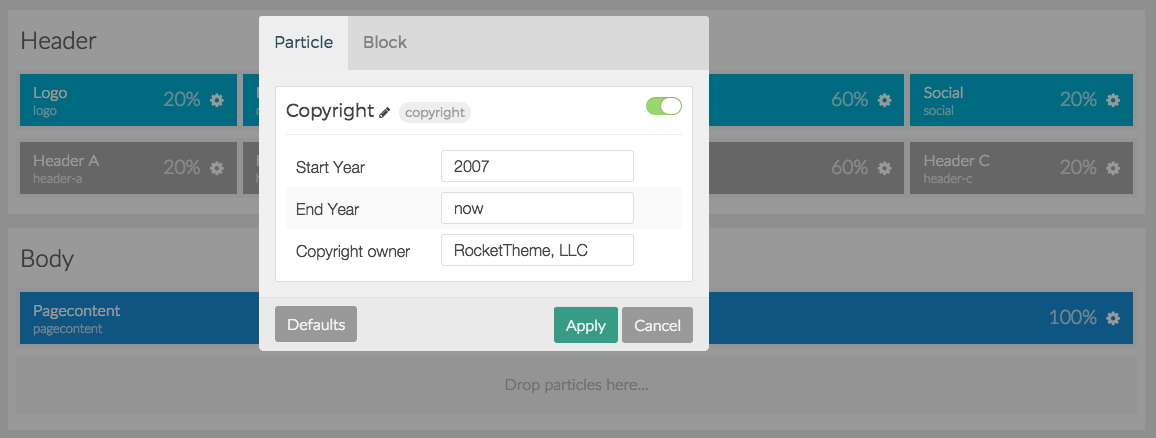 Header
Logo
logo
20%
60%
Social
social
20%
Header A
header-a
20%
60%
Header C
header-c
20%
Particle
Block
Copyright
copyright
Start Year
2007
End Year
now
Copyright owner
RocketTheme, LLC
Defaults
Apply
Cancel
Body
Pagecontent
pagecontent
100%
Drop particles here...